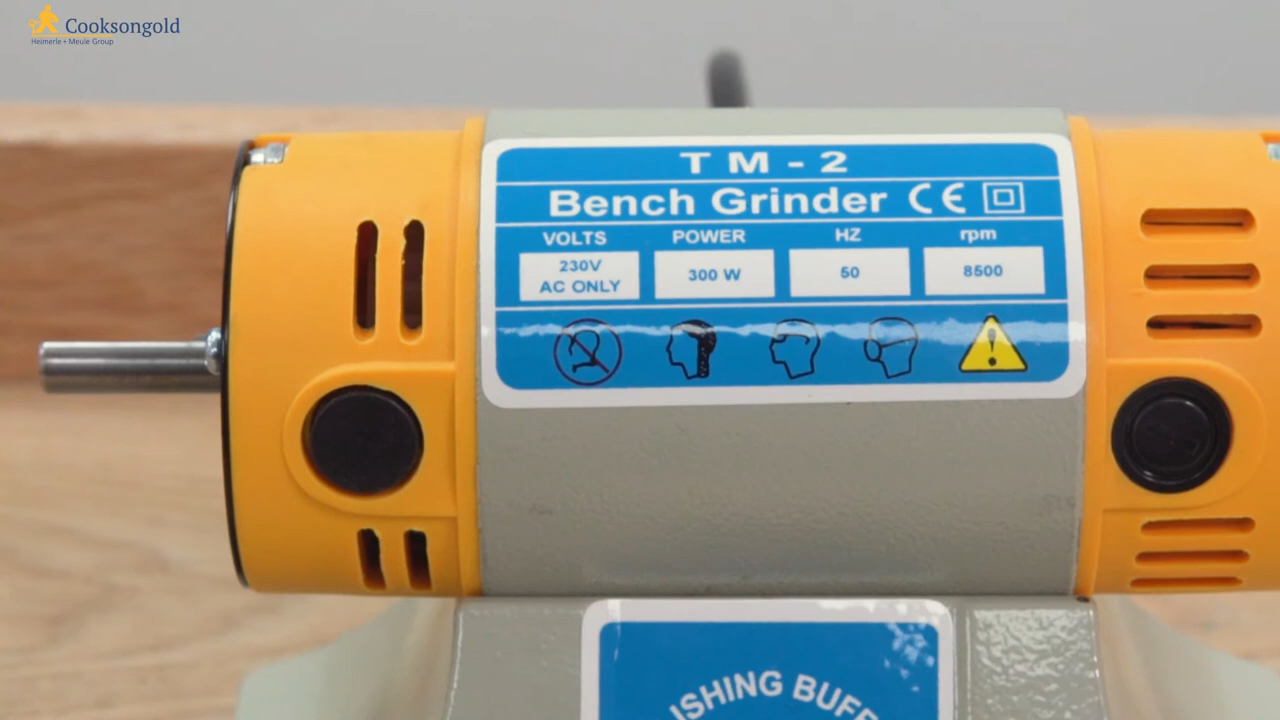 Cooksongold
Heimerle + Meule Group
TM-2
Bench Grinder CE
VOLTS POWER HZ rpm
230V AC ONLY 300 W 50 8500
BUFF